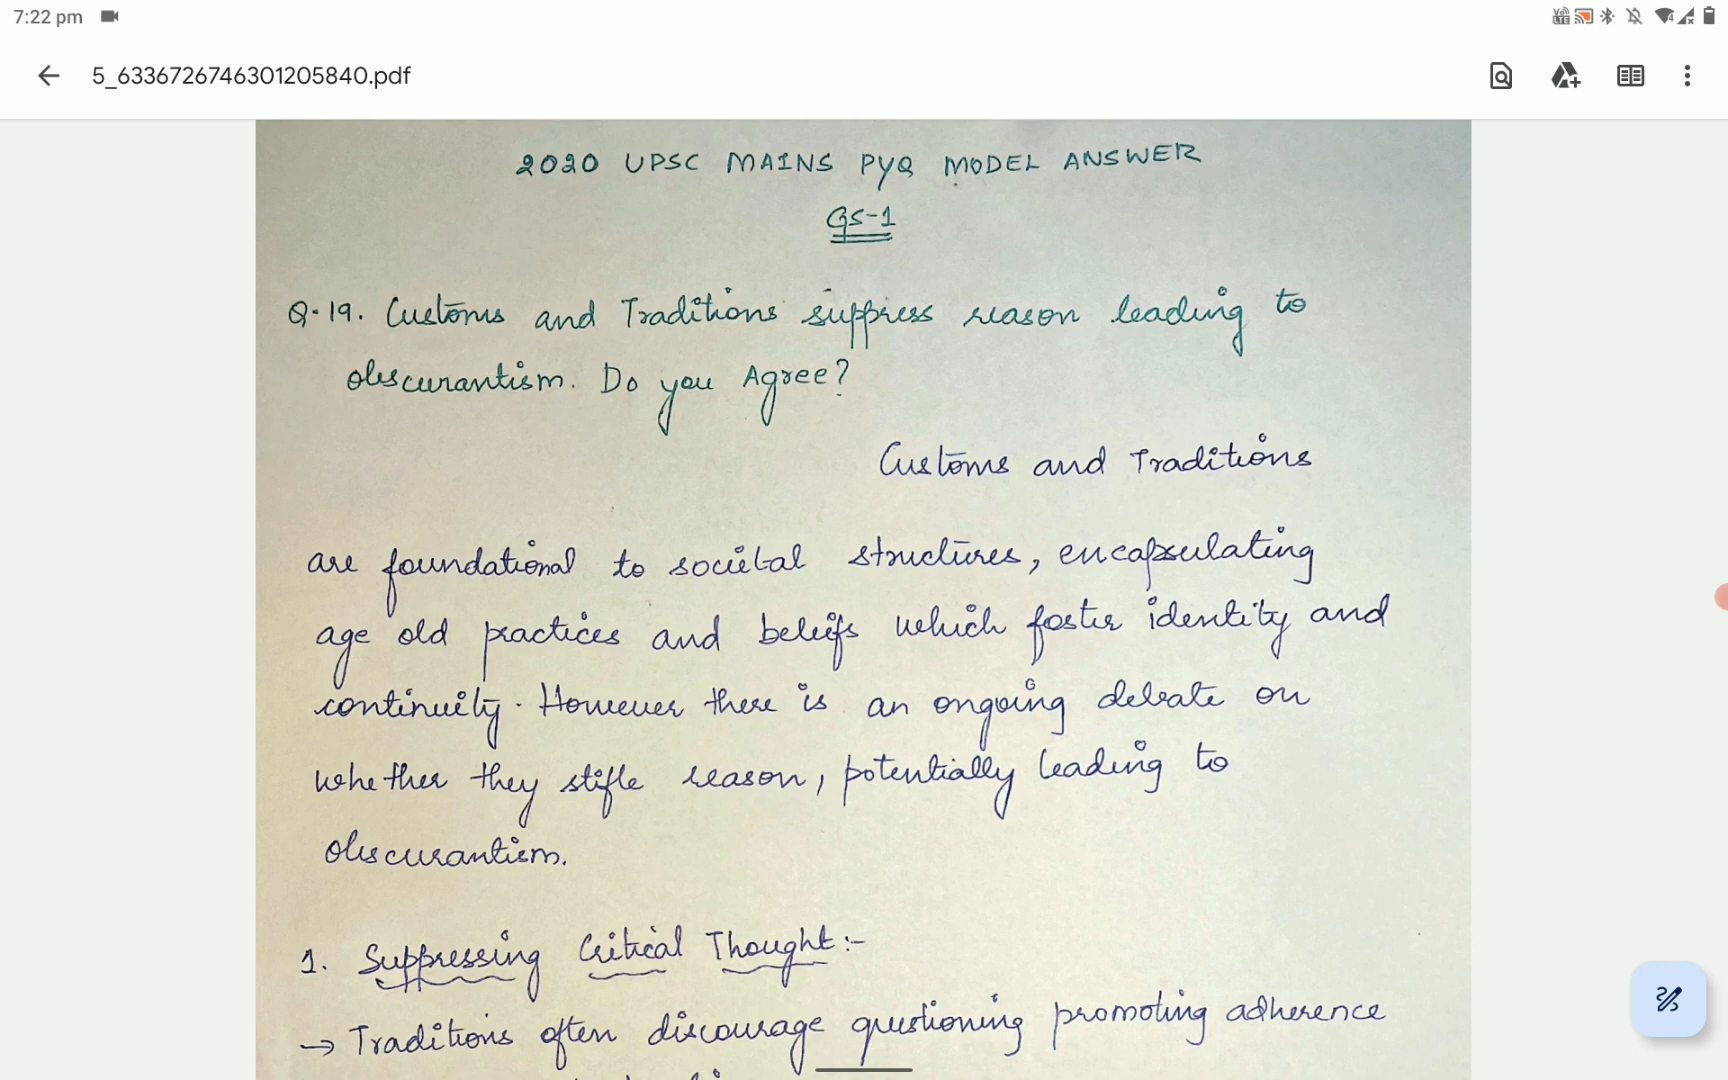 7:22 pm
5_6336726746301205840.pdf
2020 UPSC MAINS PYQ MODEL ANSWER
GS-1
Q.19. Customs and Traditions suppress reason leading to
obscurantism. Do you Agree?
Customs and Traditions
are foundational to societal structures, encapsulating
age old practices and beliefs which foster identity and
continuity. However there is an ongoing debate on
whether they stifle reason, potentially leading to
obscurantism.
1. Suppressing Critical Thought :-
→ Traditions often discourage questioning promoting adherence